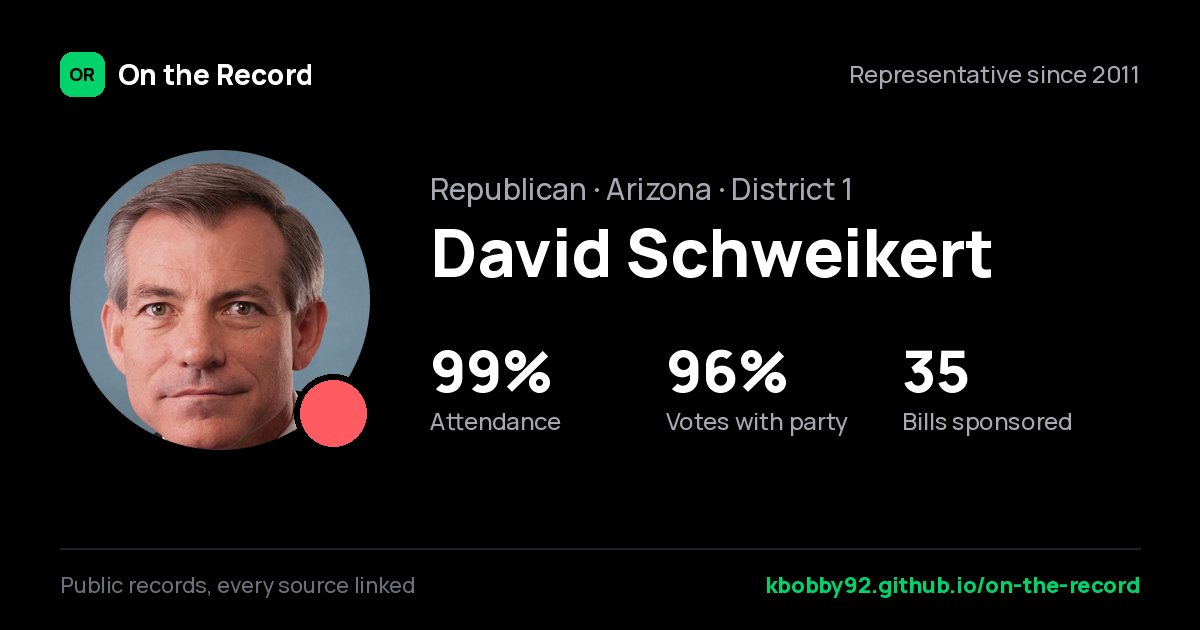 OR On the Record
Representative since 2011
Republican · Arizona · District 1
David Schweikert
99% 96% 35
Attendance Votes with party Bills sponsored
Public records, every source linked
kbobby92.github.io/on-the-record